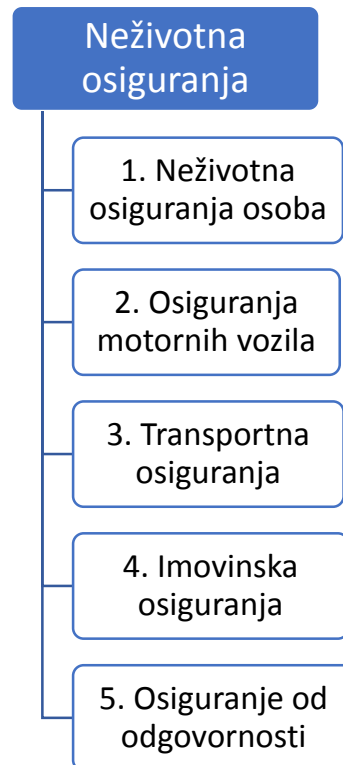 Neživotna
osiguranja
1. Neživotna
osiguranja osoba
2. Osiguranja
motornih vozila
3. Transportna
osiguranja
4. Imovinska
osiguranja
5. Osiguranje od
odgovornosti